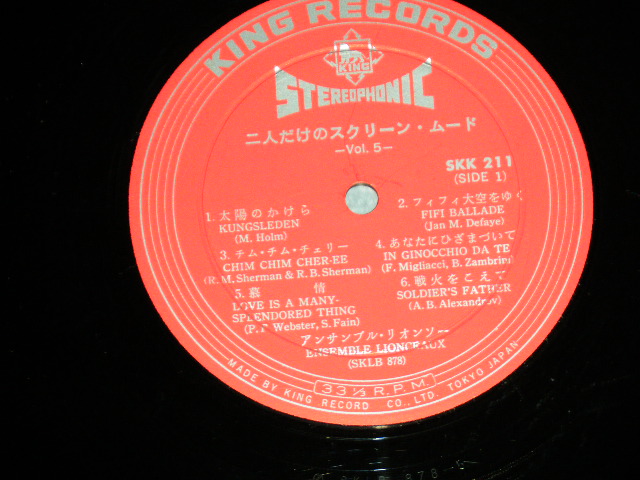 KING RECORDS
KING
STEREOPHONIC
二人だけのスクリーン・ムード
—Vol. 5—
SKK 211
(SIDE 1)
1. 太陽のかけら
KUNGSLEDEN
(M. Holm)
2. フィフィ大空をゆく
FIFI BALLADE
(Jan M. Defaye)
3. チム・チム・チェリー
CHIM CHIM CHER-EE
(R. M. Sherman & R. B. Sherman)
4. あなたにひざまづいて
IN GINOCCHIO DA TE
(F. Migliacci, B. Zambrini)
5. 慕情
LOVE IS A MANY-
SPLENDORED THING
(P. F. Webster, S. Fain)
6. 戦火をこえて
SOLDIER'S FATHER
(A. B. Alexandrov)
アンサンブル・リオンソー
ENSEMBLE LIONCEAUX
(SKLB 878)
33⅓ R.P.M.
MADE BY KING RECORD CO., LTD. TOKYO JAPAN